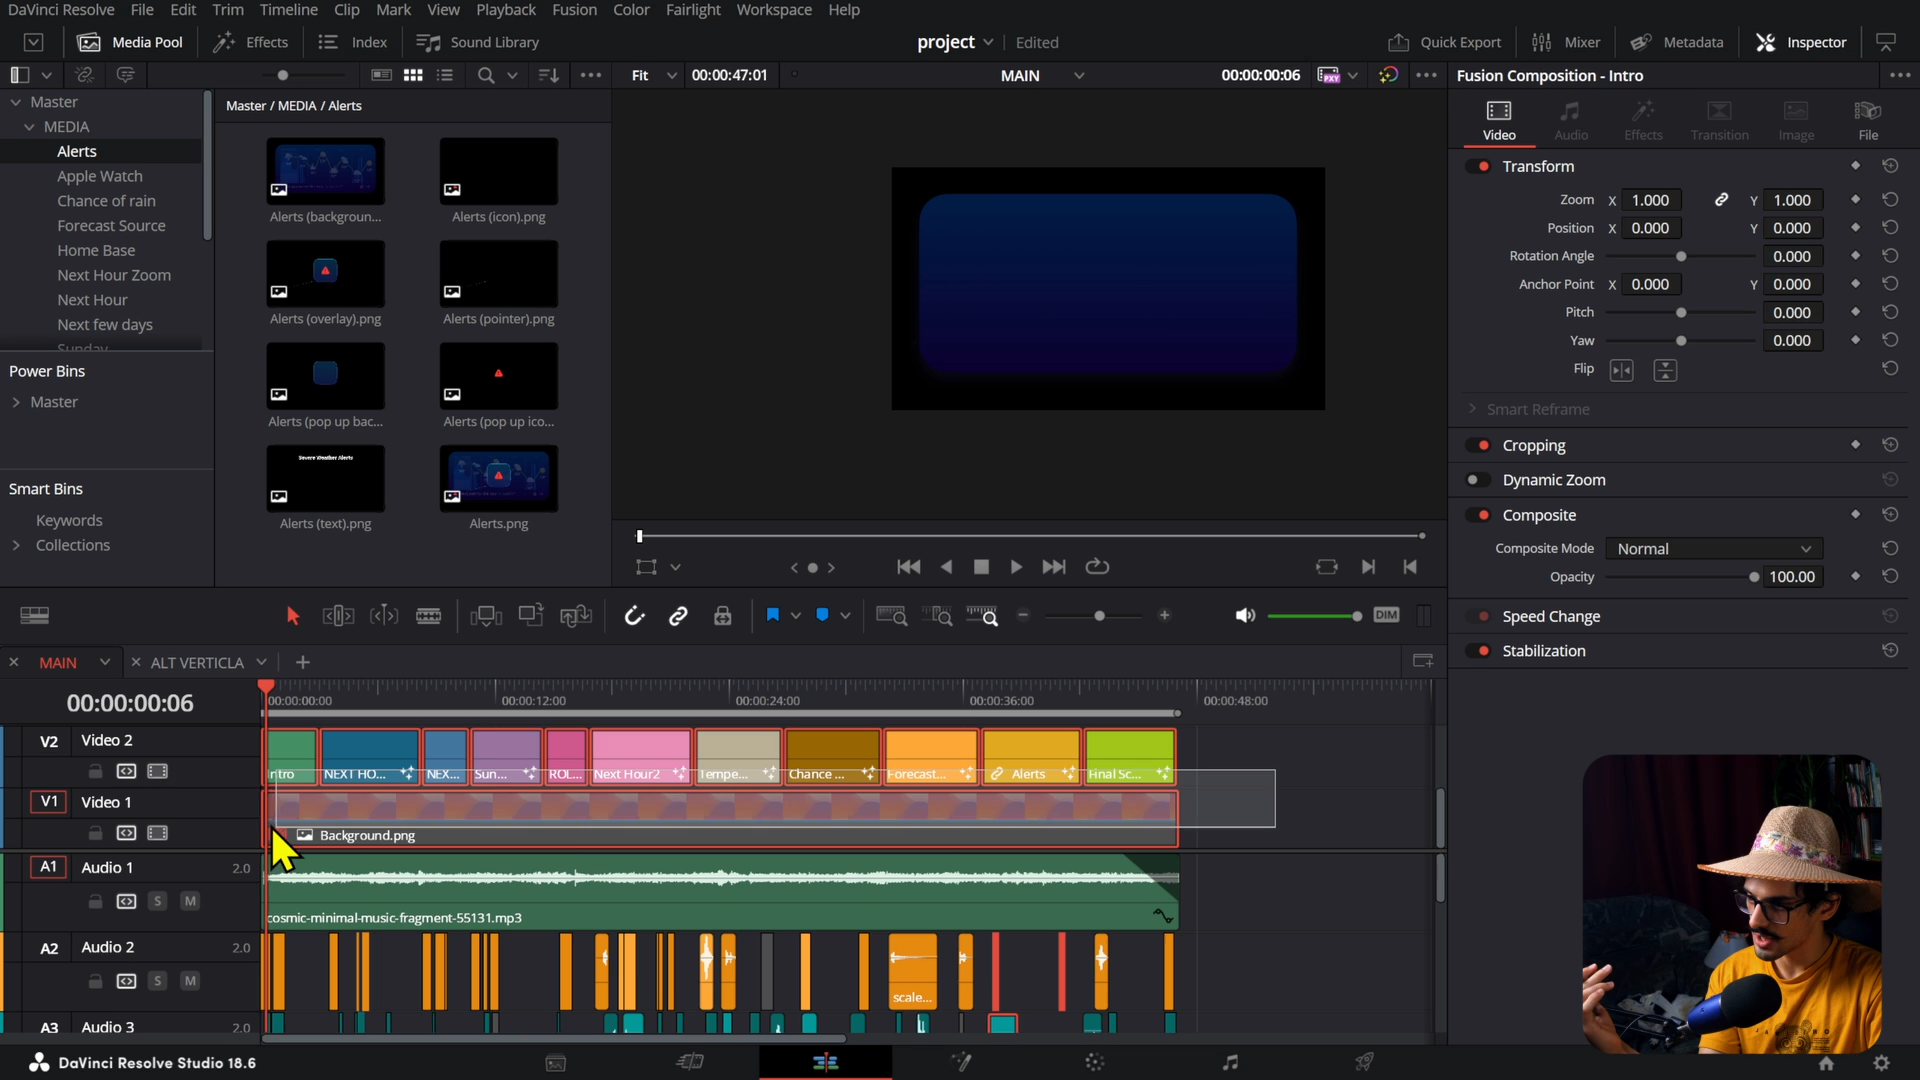 DaVinci Resolve File Edit Trim Timeline Clip Mark View Playback Fusion Color Fairlight Workspace Help
Media Pool Effects Index Sound Library project Edited Quick Export Mixer Metadata Inspector
Fit 00:00:47:01 MAIN 00:00:00:06 PXY Fusion Composition - Intro
Master
MEDIA
Alerts
Apple Watch
Chance of rain
Forecast Source
Home Base
Next Hour Zoom
Next Hour
Next few days
Sunday
Power Bins
Master
Smart Bins
Keywords
Collections
Master / MEDIA / Alerts
Alerts (backgroun...
Alerts (icon).png
Alerts (overlay).png
Alerts (pointer).png
Alerts (pop up bac...
Alerts (pop up ico...
Severe Weather Alerts
Alerts (text).png
Alerts.png
Video Audio Effects Transition Image File
Transform
Zoom X 1.000 Y 1.000
Position X 0.000 Y 0.000
Rotation Angle 0.000
Anchor Point X 0.000 Y 0.000
Pitch 0.000
Yaw 0.000
Flip
Smart Reframe
Cropping
Dynamic Zoom
Composite
Composite Mode Normal
Opacity 100.00
Speed Change
Stabilization
DIM
MAIN ALT VERTICLA
00:00:00:06
00:00:00:00 00:00:12:00 00:00:24:00 00:00:36:00 00:00:48:00
V2 Video 2
Intro NEXT HO... NEX... Sun... ROL... Next Hour2 Tempe... Chance ... Forecast... Alerts Final Sc...
V1 Video 1
Background.png
A1 Audio 1 2.0
S M
cosmic-minimal-music-fragment-55131.mp3
A2 Audio 2 2.0
S M
scale...
A3 Audio 3 2.0
DaVinci Resolve Studio 18.6